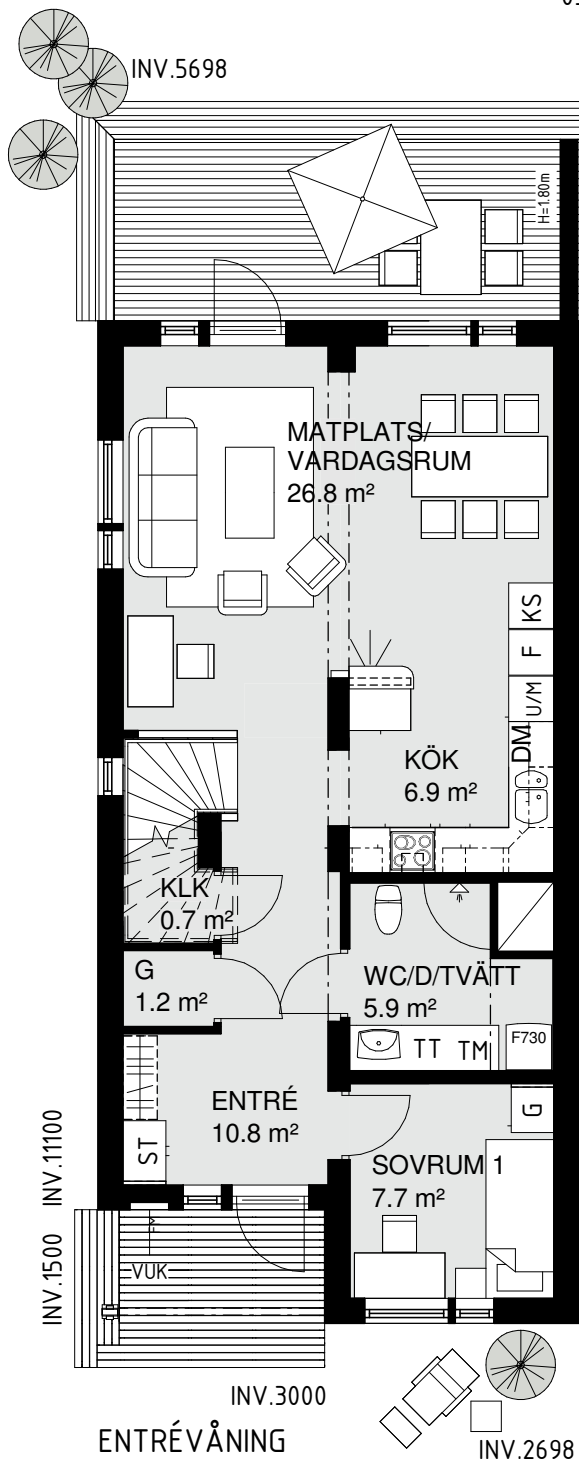 INV.5698
H=1.80m
MATPLATS/
VARDAGSRUM
26.8 m²
KS
F
U/M
DM
KÖK
6.9 m²
KLK
0.7 m²
G
1.2 m²
WC/D/TVÄTT
5.9 m²
TT TM
F730
ENTRÉ
10.8 m²
ST
G
SOVRUM 1
7.7 m²
INV.11100
INV.1500
VUK
INV.3000
ENTRÉVÅNING
INV.2698